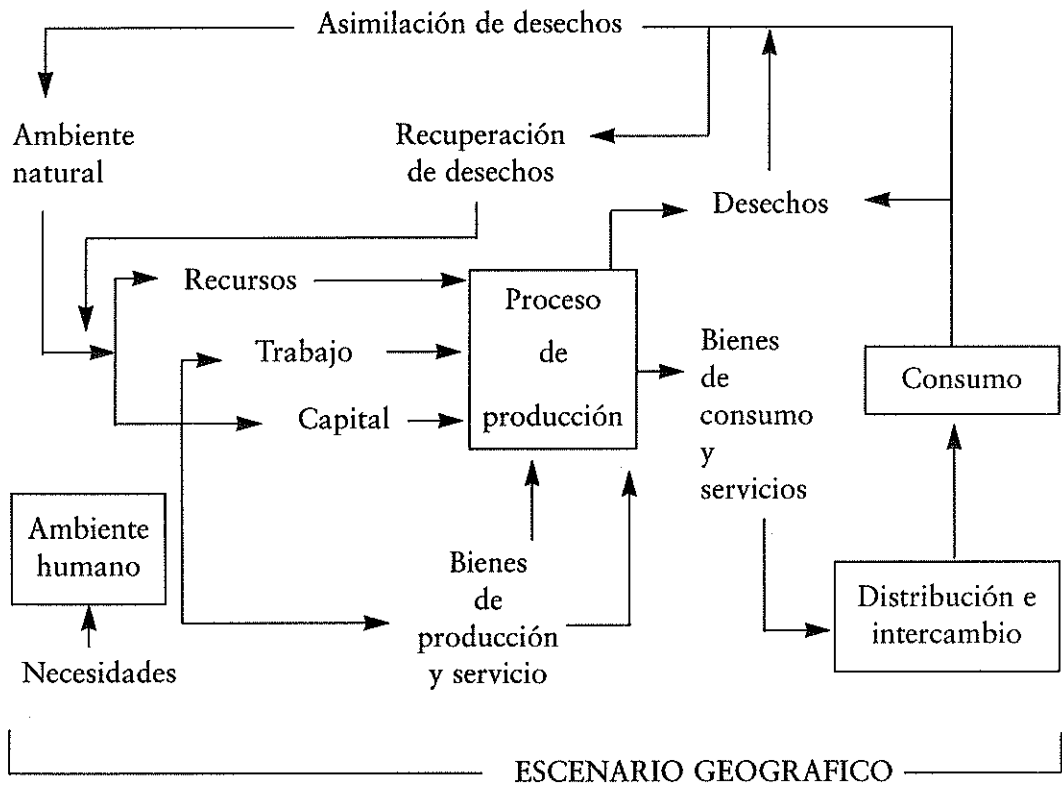 Asimilación de desechos
Ambiente
natural
Recuperación
de desechos
Desechos
Recursos
Trabajo
Capital
Proceso
de
producción
Bienes
de
consumo
y
servicios
Consumo
Ambiente
humano
Necesidades
Bienes
de
producción
y servicio
Distribución e
intercambio
ESCENARIO GEOGRAFICO